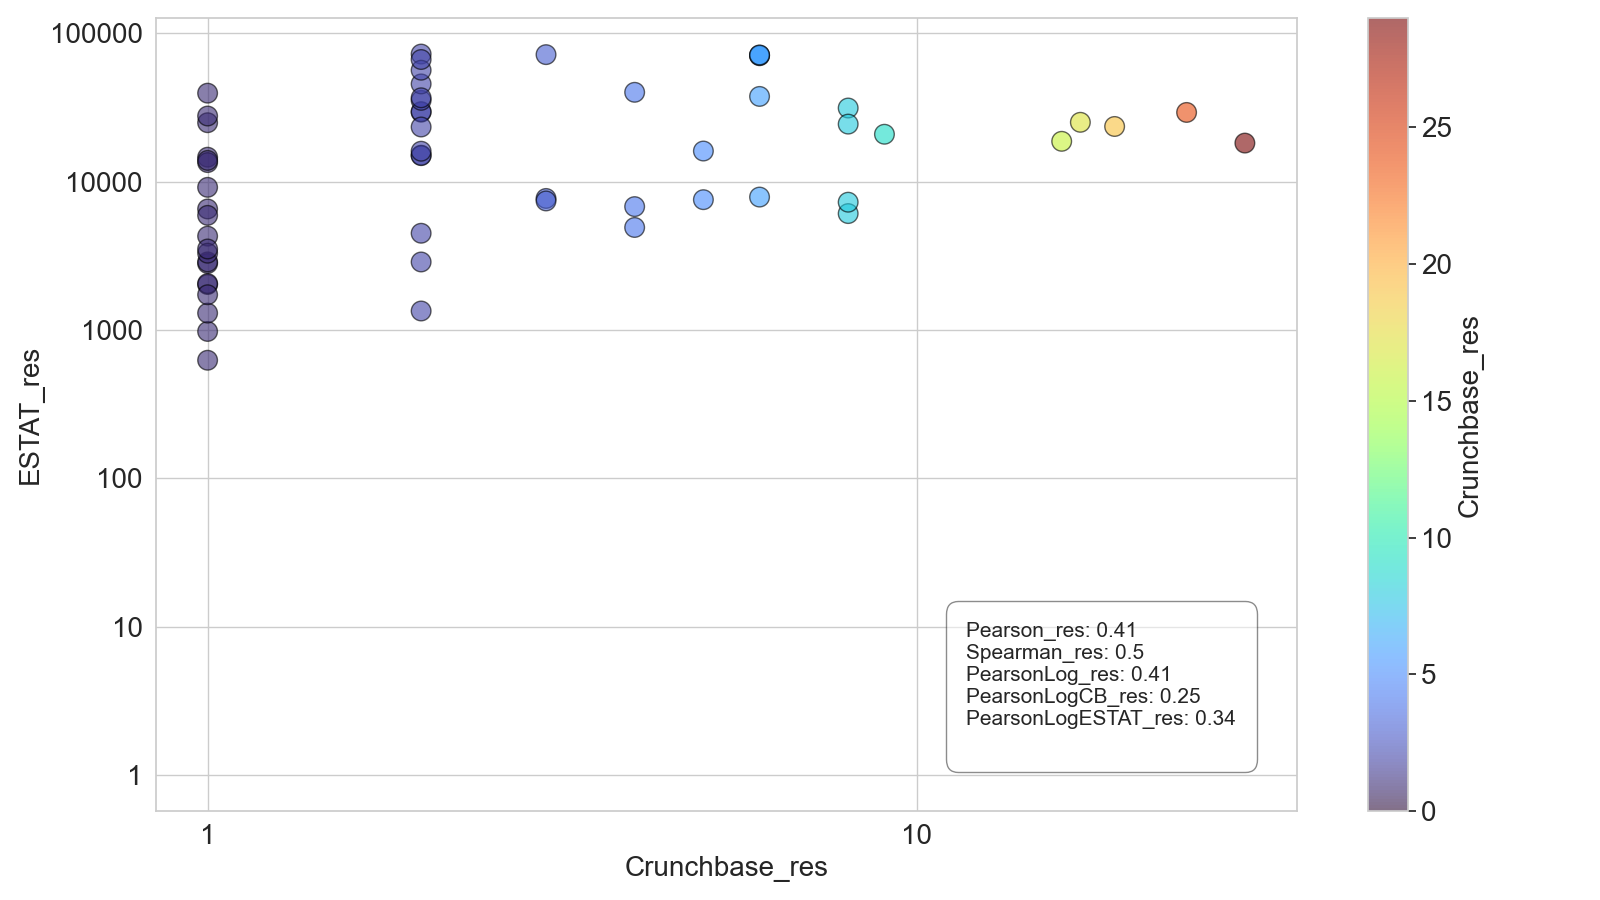 100000
10000
1000
100
10
1
ESTAT_res
1
10
Crunchbase_res
Pearson_res: 0.41
Spearman_res: 0.5
PearsonLog_res: 0.41
PearsonLogCB_res: 0.25
PearsonLogESTAT_res: 0.34
25
20
15
10
5
0
Crunchbase_res